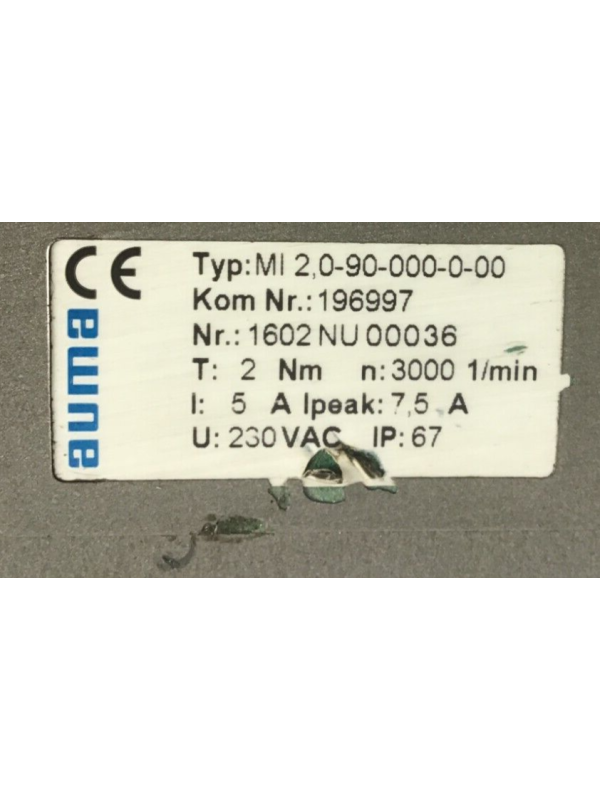 CE
auma
Typ: MI 2,0-90-000-0-00
Kom Nr.: 196997
Nr.: 1602 NU 00036
T: 2 Nm n: 3000 1/min
I: 5 A Ipeak: 7,5 A
U: 230 VAC IP: 67